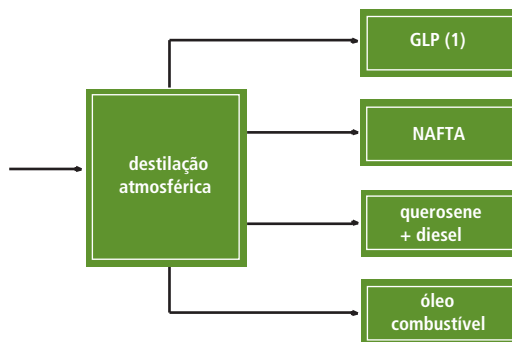 GLP (1)
NAFTA
destilação
atmosférica
querosene
+ diesel
óleo
combustível